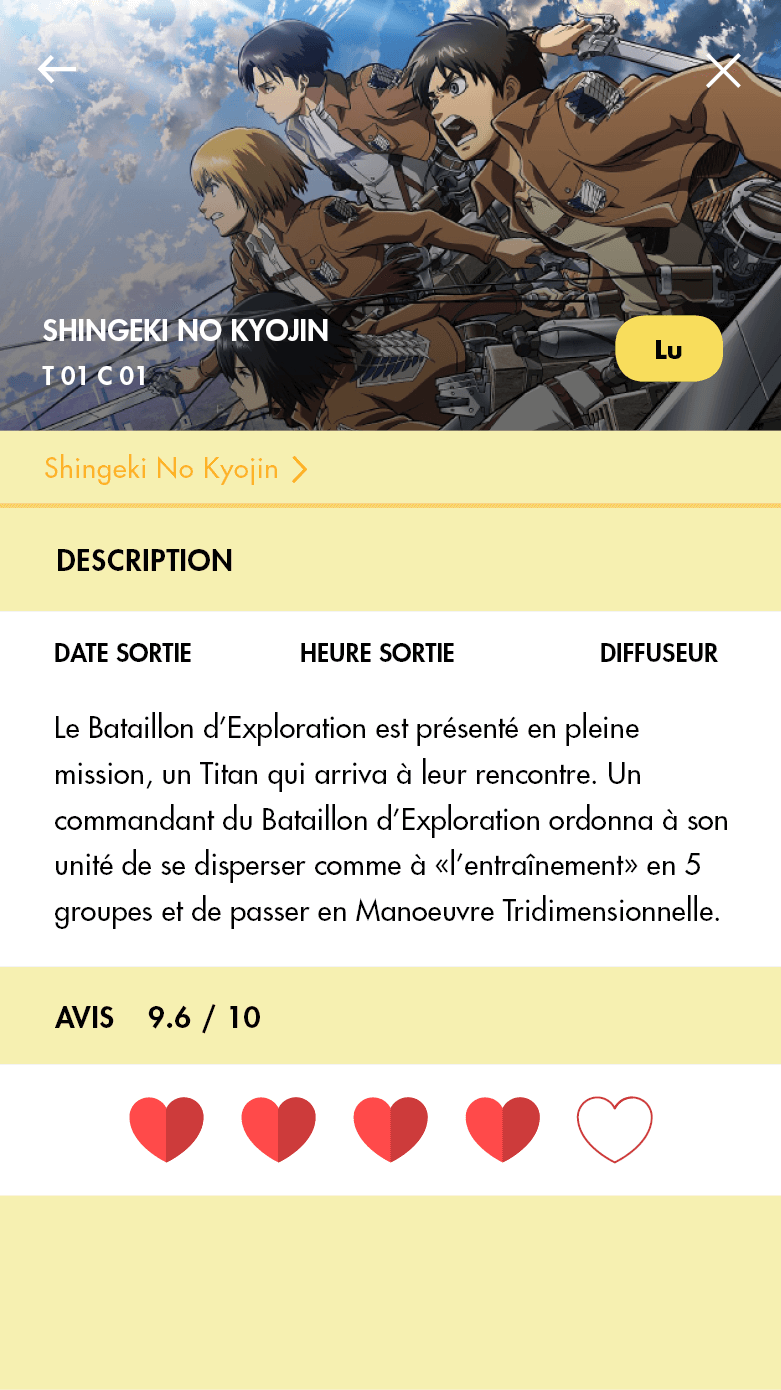 SHINGEKI NO KYOJIN
T 01 C 01
Lu
Shingeki No Kyojin
DESCRIPTION
DATE SORTIE HEURE SORTIE DIFFUSEUR
Le Bataillon d’Exploration est présenté en pleine
mission, un Titan qui arriva à leur rencontre. Un
commandant du Bataillon d’Exploration ordonna à son
unité de se disperser comme à «l’entraînement» en 5
groupes et de passer en Manoeuvre Tridimensionnelle.
AVIS 9.6 / 10